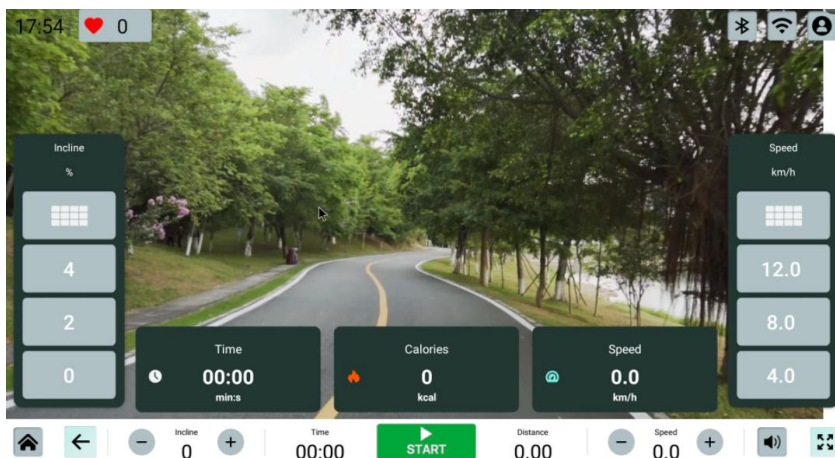 17:54
0
Incline
%
4
2
0
Speed
km/h
12.0
8.0
4.0
Time
00:00
min:s
Calories
0
kcal
Speed
0.0
km/h
Incline
0
Time
00:00
START
Distance
0.00
Speed
0.0